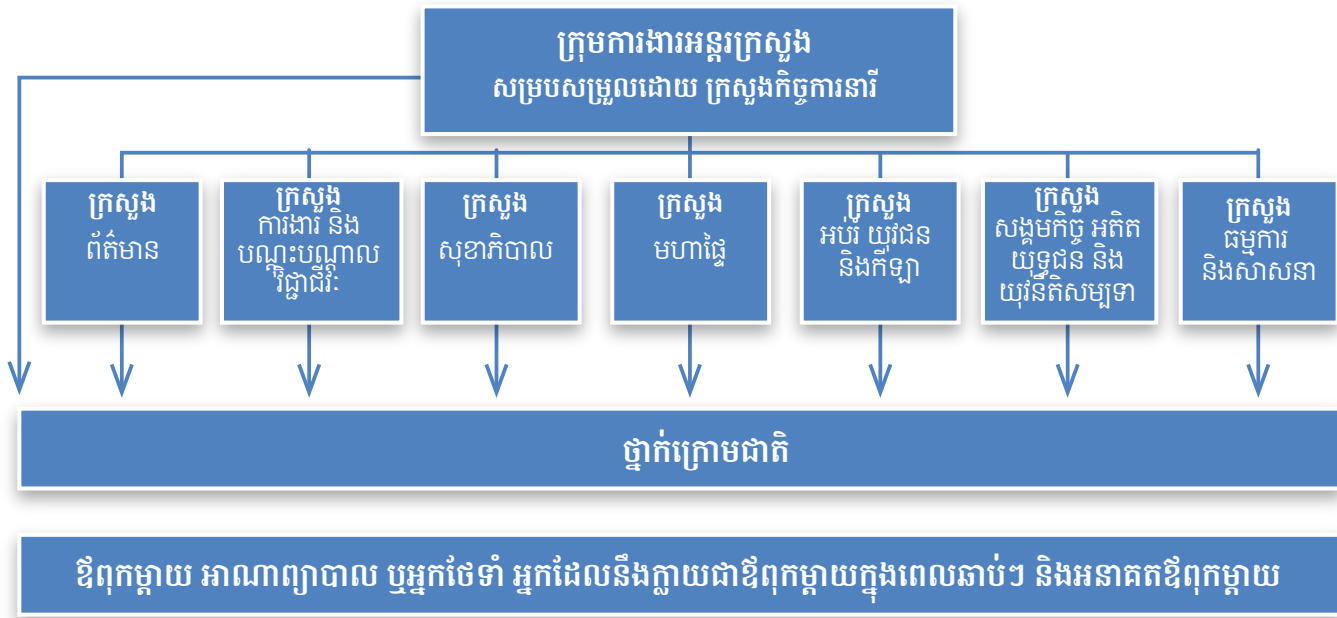 ក្រុមការងារអន្តរក្រសួង
សម្របសម្រួលដោយ ក្រសួងកិច្ចការនារី
ក្រសួង
ព័ត៌មាន
ក្រសួង
ការងារ និង
បណ្តុះបណ្តាល
វិជ្ជាជីវៈ
ក្រសួង
សុខាភិបាល
ក្រសួង
មហាផ្ទៃ
ក្រសួង
អប់រំ យុវជន
និងកីឡា
ក្រសួង
សង្គមកិច្ច អតីត
យុទ្ធជន និង
យុវនីតិសម្បទា
ក្រសួង
ធម្មការ
និងសាសនា
ថ្នាក់ក្រោមជាតិ
ឪពុកម្តាយ អាណាព្យាបាល ឬអ្នកថែទាំ អ្នកដែលនឹងក្លាយជាឪពុកម្តាយក្នុងពេលឆាប់ៗ និងអនាគតឪពុកម្តាយ